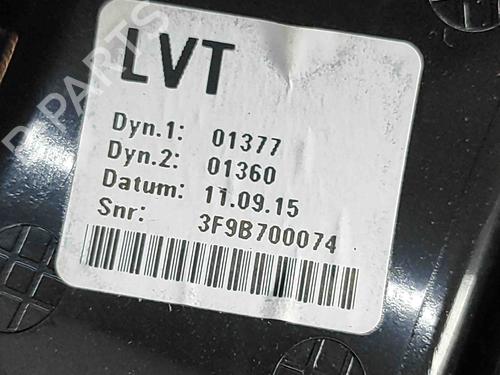 LVT
Dyn.1: 01377
Dyn.2: 01360
Datum: 11.09.15
Snr: 3F9B700074